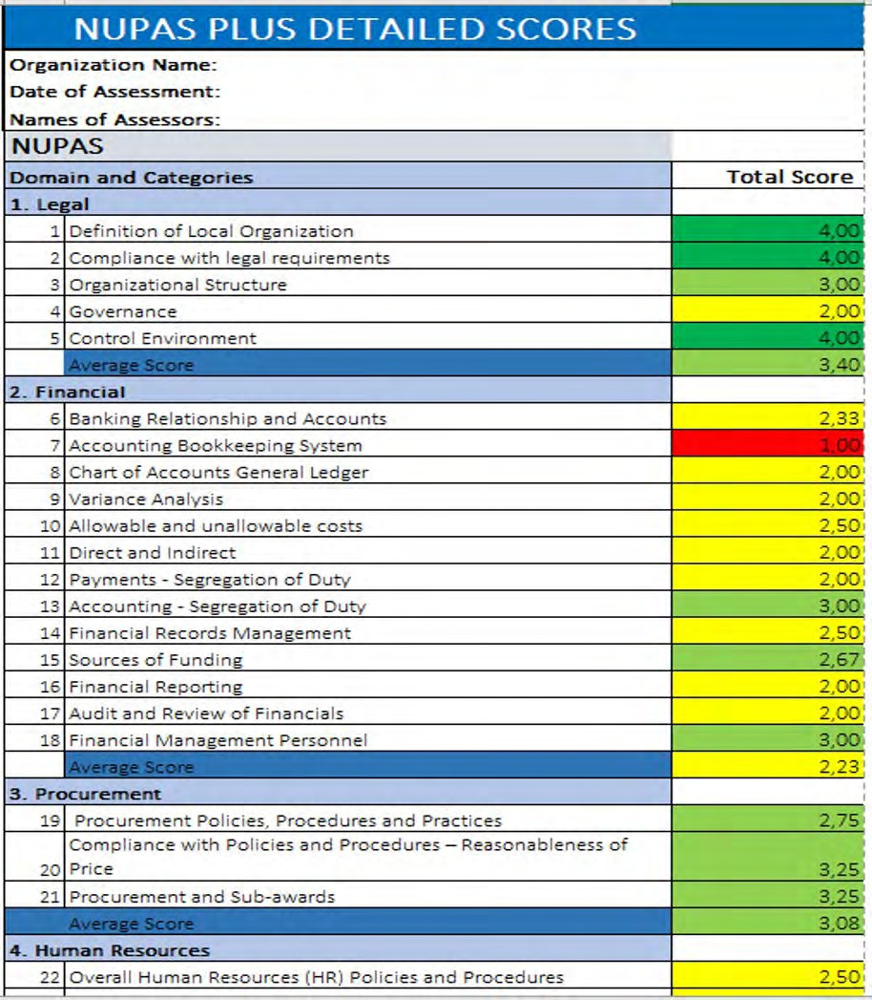 NUPAS PLUS DETAILED SCORES
Organization Name:
Date of Assessment:
Names of Assessors:
NUPAS
Domain and Categories Total Score
1. Legal
1 Definition of Local Organization 4,00
2 Compliance with legal requirements 4,00
3 Organizational Structure 3,00
4 Governance 2,00
5 Control Environment 4,00
Average Score 3,40
2. Financial
6 Banking Relationship and Accounts 2,33
7 Accounting Bookkeeping System 1,00
8 Chart of Accounts General Ledger 2,00
9 Variance Analysis 2,00
10 Allowable and unallowable costs 2,50
11 Direct and Indirect 2,00
12 Payments - Segregation of Duty 2,00
13 Accounting - Segregation of Duty 3,00
14 Financial Records Management 2,50
15 Sources of Funding 2,67
16 Financial Reporting 2,00
17 Audit and Review of Financials 2,00
18 Financial Management Personnel 3,00
Average Score 2,23
3. Procurement
19 Procurement Policies, Procedures and Practices 2,75
Compliance with Policies and Procedures – Reasonableness of
20 Price 3,25
21 Procurement and Sub-awards 3,25
Average Score 3,08
4. Human Resources
22 Overall Human Resources (HR) Policies and Procedures 2,50